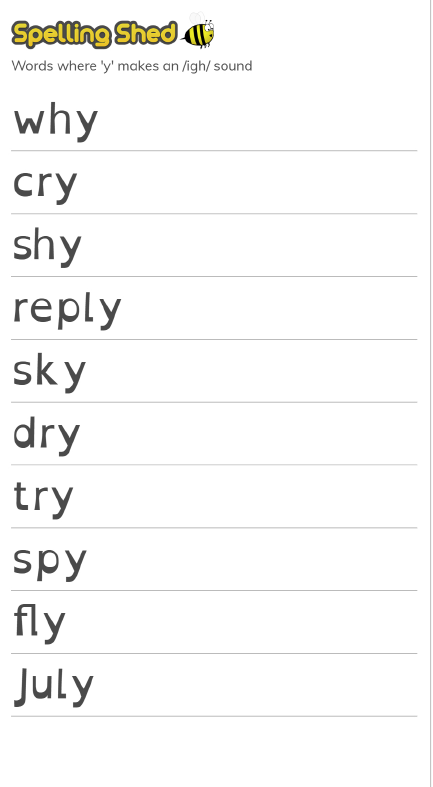 Spelling Shed
Words where 'y' makes an /igh/ sound
why
cry
shy
reply
sky
dry
try
spy
fly
July